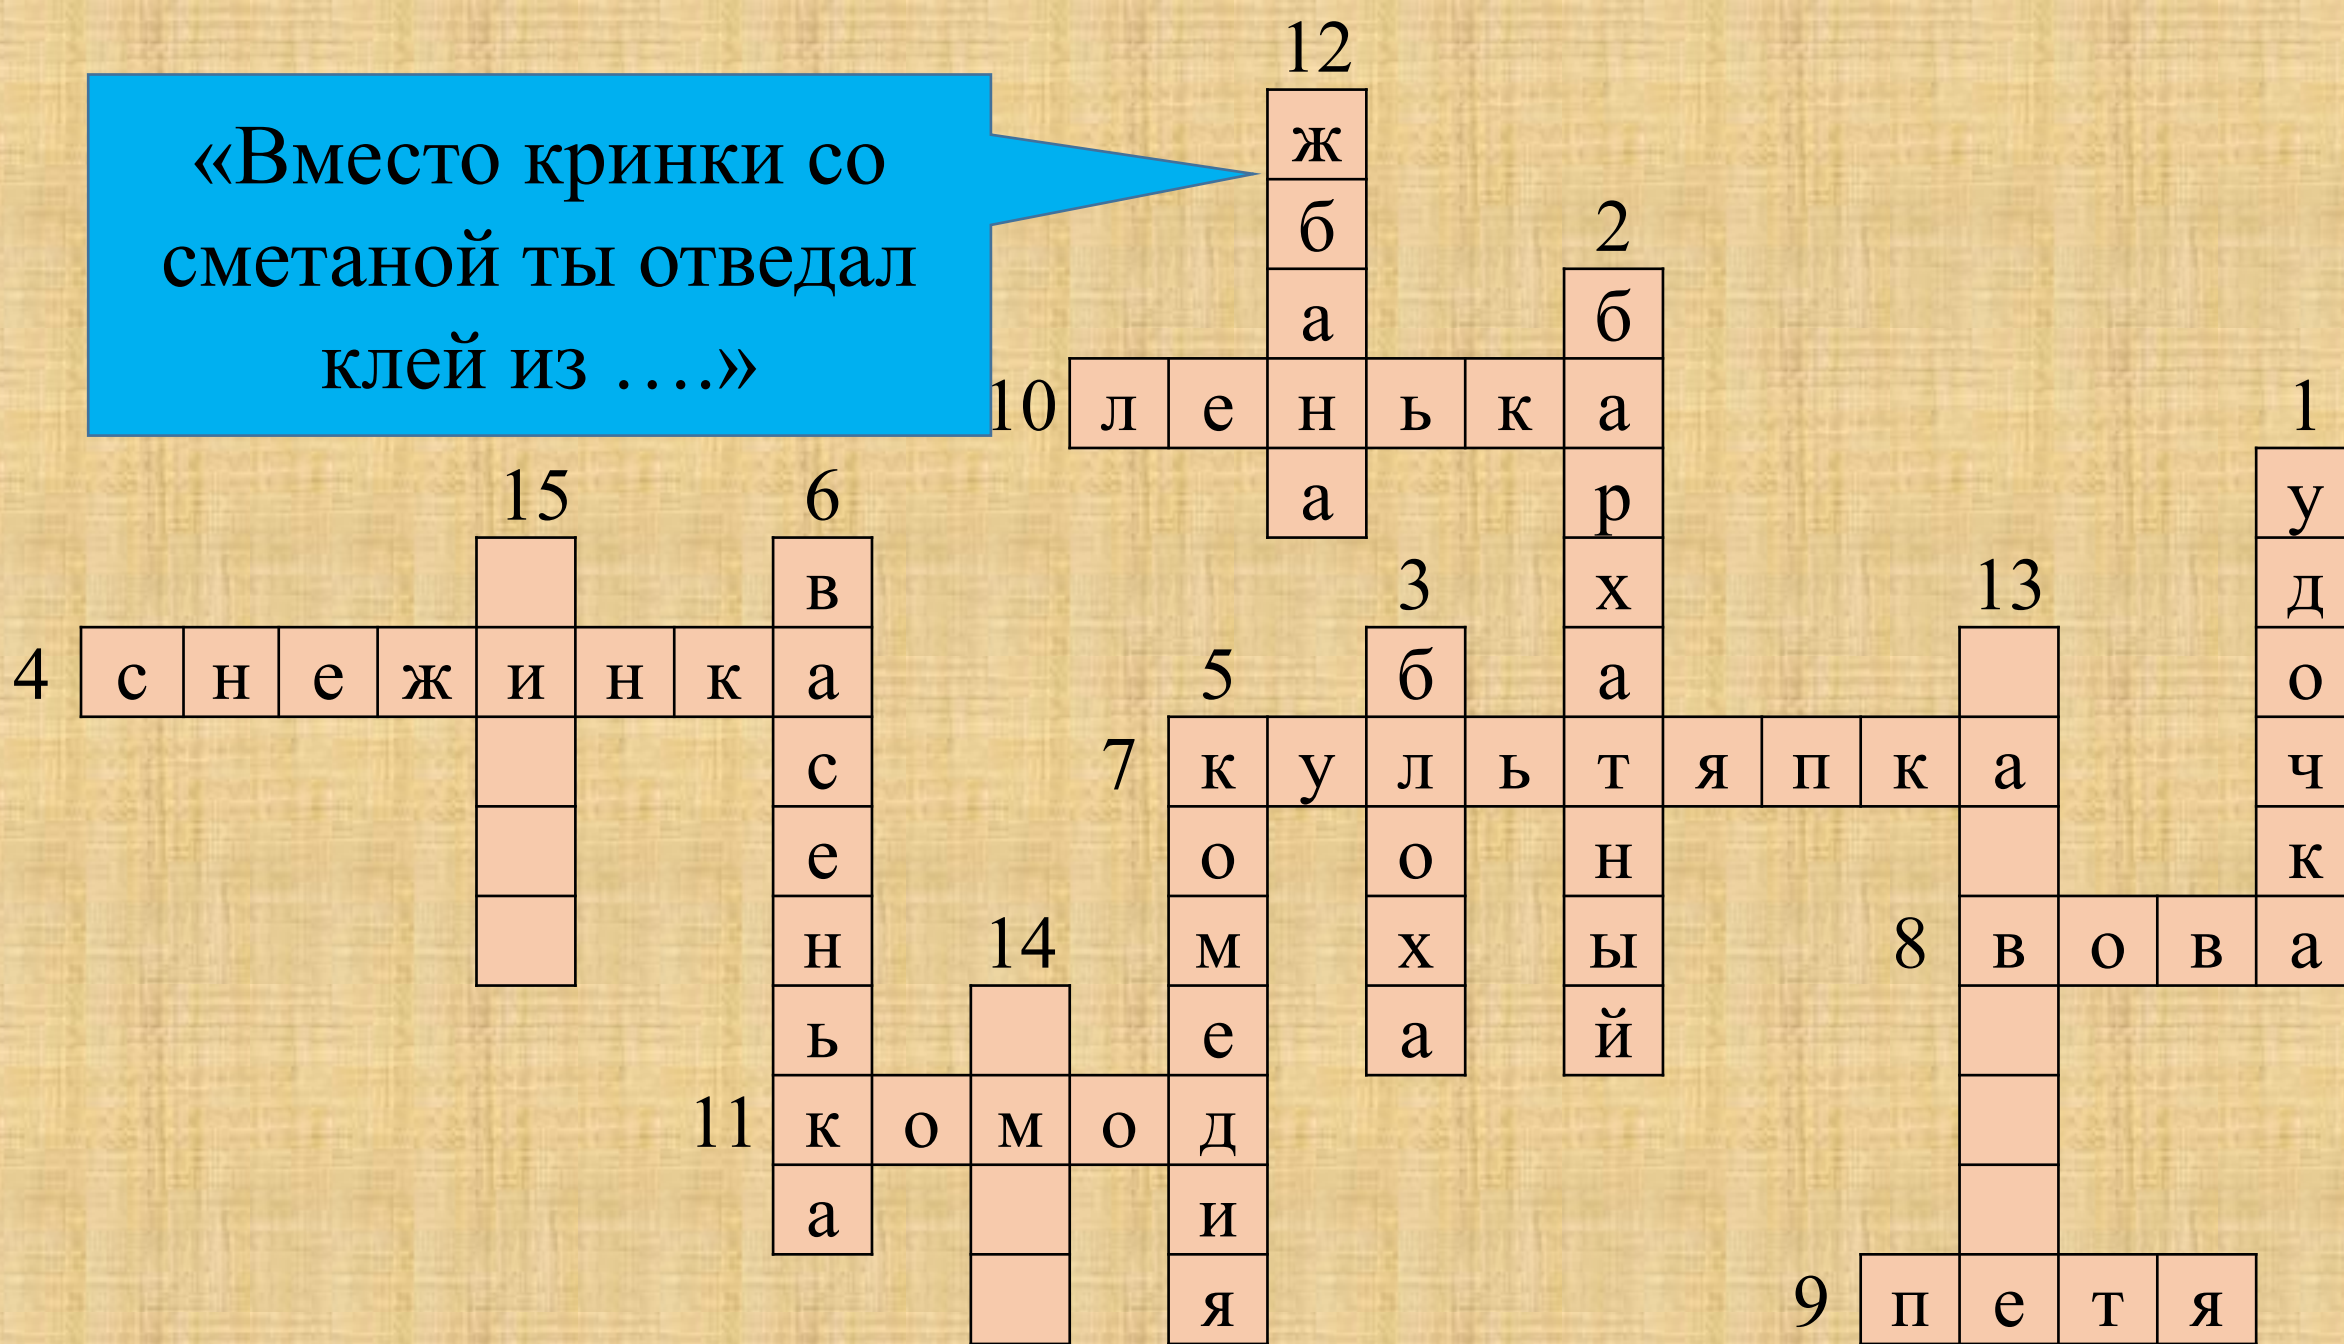 12
«Вместо кринки со
сметаной ты отведал
клей из ….»
ж
б
2
а
б
10 л е н ь к а
1
15
6
а
р
у
в
3
х
13
д
4 с н е ж и н к а
5
б
а
о
с
7 к у л ь т я п к а
ч
е
о
о
н
к
н
14
м
х
ы
8 в о в а
ь
е
а
й
11 к о м о д
а
и
я
9 п е т я